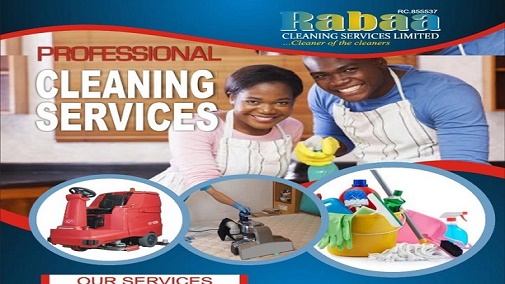 RC.855537
Rabaa
CLEANING SERVICES LIMITED
...Cleaner of the cleaners
PROFESSIONAL
CLEANING
SERVICES
OUR SERVICES